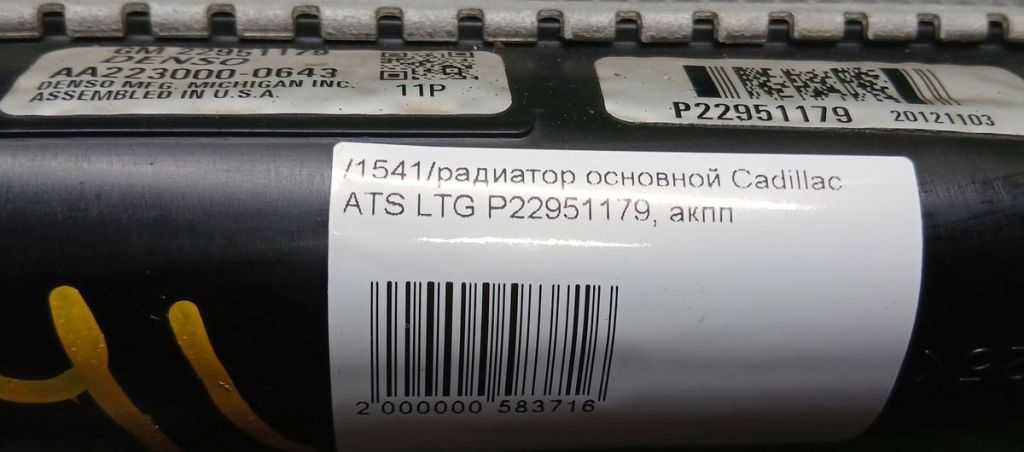 GM 22951179
DENSO
AA223000-0643
DENSO MFG. MICHIGAN INC.
ASSEMBLED IN U.S.A.
11P
P22951179
20121103
/1541/радиатор основной Cadillac
ATS LTG P22951179, акпп
2 000000 583716